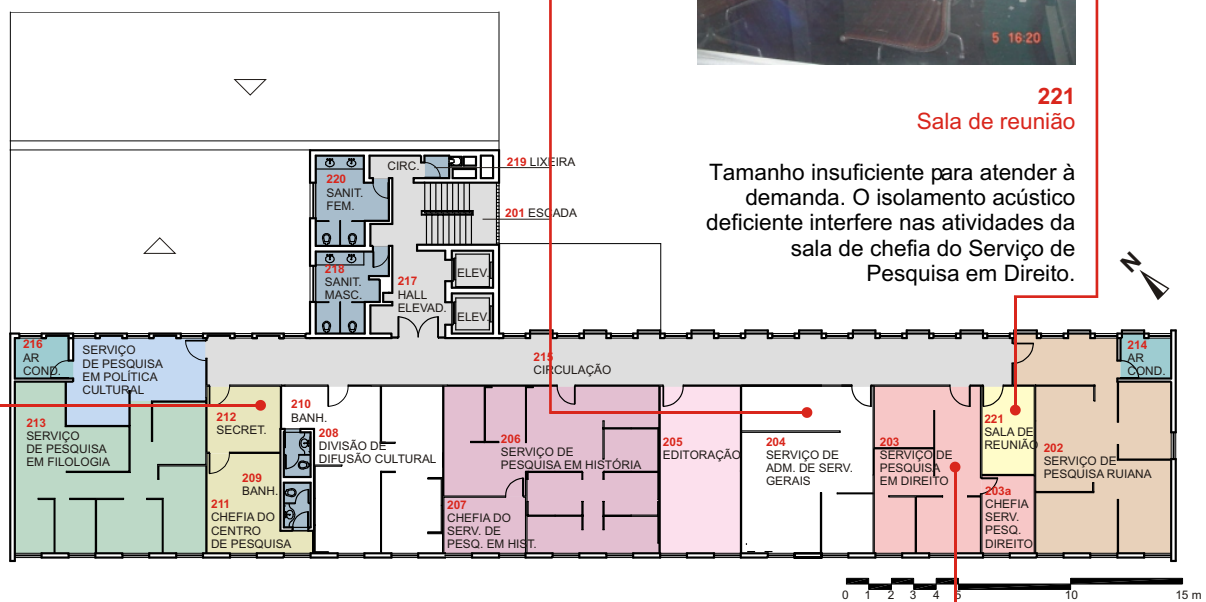 5 16:20
221
Sala de reunião
Tamanho insuficiente para atender à
demanda. O isolamento acústico
deficiente interfere nas atividades da
sala de chefia do Serviço de
Pesquisa em Direito.
N
CIRC.
219 LIXEIRA
220
SANIT.
FEM.
201 ESCADA
218
SANIT.
MASC.
217
HALL
ELEVAD.
ELEV.
ELEV.
216
AR
COND.
SERVIÇO
DE PESQUISA
EM POLÍTICA
CULTURAL
215
CIRCULAÇÃO
214
AR
COND.
213
SERVIÇO
DE PESQUISA
EM FILOLOGIA
212
SECRET.
210
BANH.
208
DIVISÃO DE
DIFUSÃO CULTURAL
209
BANH.
211
CHEFIA DO
CENTRO
DE PESQUISA
206
SERVIÇO DE
PESQUISA EM HISTÓRIA
207
CHEFIA DO
SERV. DE
PESQ. EM HIST.
205
EDITORAÇÃO
204
SERVIÇO DE
ADM. DE SERV.
GERAIS
203
SERVIÇO DE
PESQUISA
EM DIREITO
221
SALA DE
REUNIÃO
203a
CHEFIA
SERV.
PESQ.
DIREITO
202
SERVIÇO DE
PESQUISA RUIANA
0 1 2 3 4 5 10 15 m